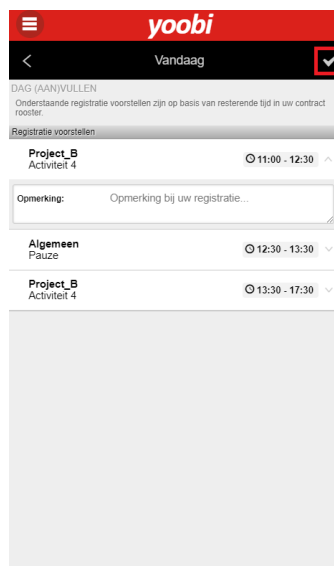 yoobi
Vandaag
DAG (AAN)VULLEN
Onderstaande registratie voorstellen zijn op basis van resterende tijd in uw contract
rooster.
Registratie voorstellen
Project_B
Activiteit 4
11:00 - 12:30
Opmerking: Opmerking bij uw registratie...
Algemeen
Pauze
12:30 - 13:30
Project_B
Activiteit 4
13:30 - 17:30